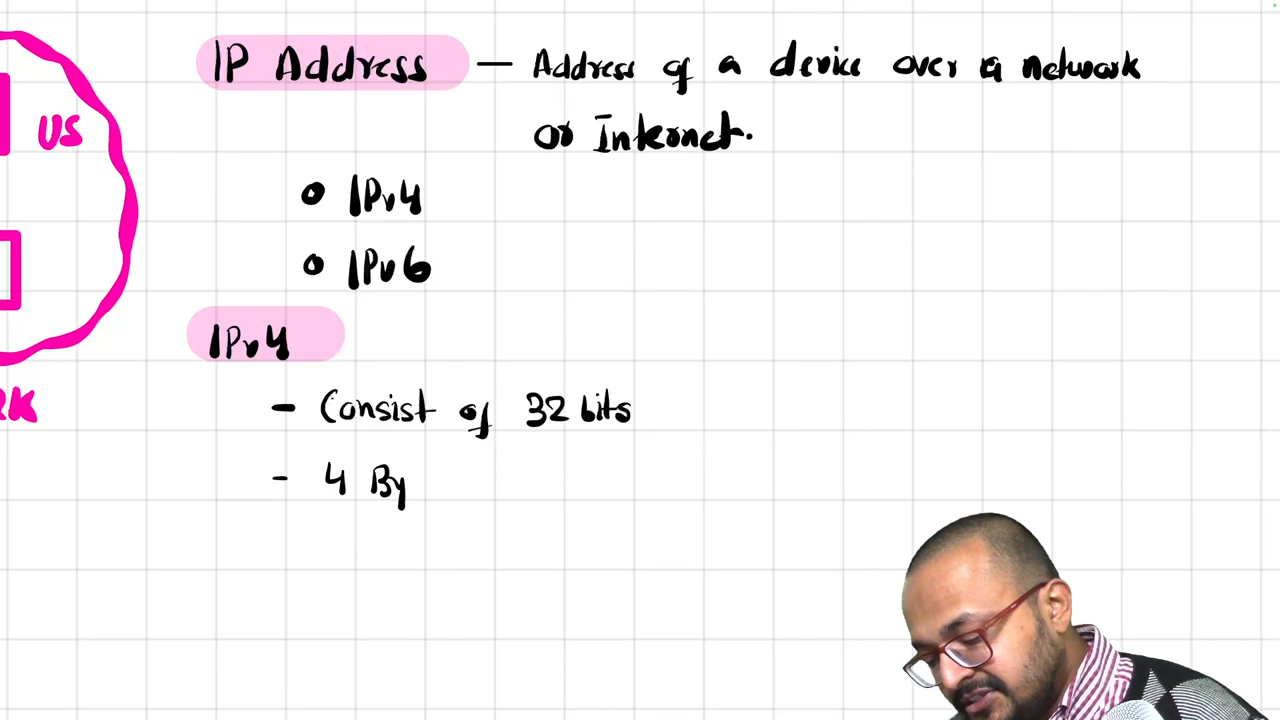 IP Address — Address of a device over a network
or Internet.
US
• IPv4
• IPv6
IPv4
- Consist of 32 bits
- 4 By